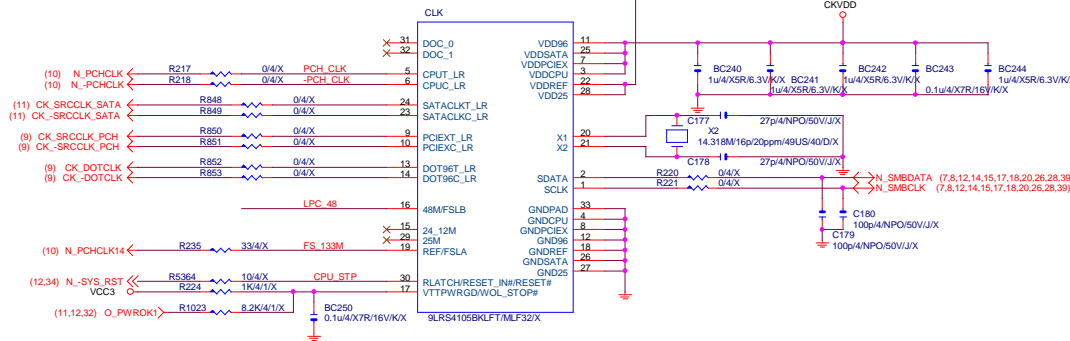 CLK
CKVDD
31 DOC_0
32 DOC_1
(10) N_PCHCLK R217 0/4/X PCH_CLK 5 CPUT_LR
(10) N_-PCHCLK R218 0/4/X -PCH_CLK 6 CPUC_LR
(11) CK_SRCCLK_SATA R848 0/4/X 24 SATACLKT_LR
(11) CK_-SRCCLK_SATA R849 0/4/X 23 SATACLKC_LR
(9) CK_SRCCLK_PCH R850 0/4/X 9 PCIEXT_LR
(9) CK_-SRCCLK_PCH R851 0/4/X 10 PCIEXC_LR
(9) CK_DOTCLK R852 0/4/X 13 DOT96T_LR
(9) CK_-DOTCLK R853 0/4/X 14 DOT96C_LR
LPC_48 16 48M/FSLB
15 24_12M
29 25M
(10) N_PCHCLK14 R235 33/4/X FS_133M 19 REF/FSLA
(12,34) N_-SYS_RST R5364 10/4/X CPU_STP 30 RLATCH/RESET_IN#/RESET#
VCC3 R224 1K/4/1/X 17 VTTPWRGD/WOL_STOP#
(11,12,32) O_PWROK1 R1023 8.2K/4/1/X
BC250
0.1u/4/X7R/16V/K/X
9LRS4105BKLFT/MLF32/X
VDD96 11
VDDSATA 25
VDDPCIEX 7
VDDCPU 3
VDDREF 22
VDD25 28
BC240
1u/4/X5R/6.3V/K/X
BC241
1u/4/X5R/6.3V/K/X
BC242
1u/4/X5R/6.3V/K/X
BC243
0.1u/4/X7R/16V/K/X
BC244
1u/4/X5R/6.3V/K/
X1 20
X2 21
C177 27p/4/NPO/50V/J/X
X2
14.318M/16p/20ppm/49US/40/D/X
C178 27p/4/NPO/50V/J/X
SDATA 2 R220 0/4/X N_SMBDATA (7,8,12,14,15,17,18,20,26,28,39)
SCLK 1 R221 0/4/X N_SMBCLK (7,8,12,14,15,17,18,20,26,28,39)
C180
100p/4/NPO/50V/J/X
C179
100p/4/NPO/50V/J/X
GNDPAD 33
GNDCPU 4
GNDPCIEX 8
GND96 12
GNDREF 18
GNDSATA 26
GND25 27